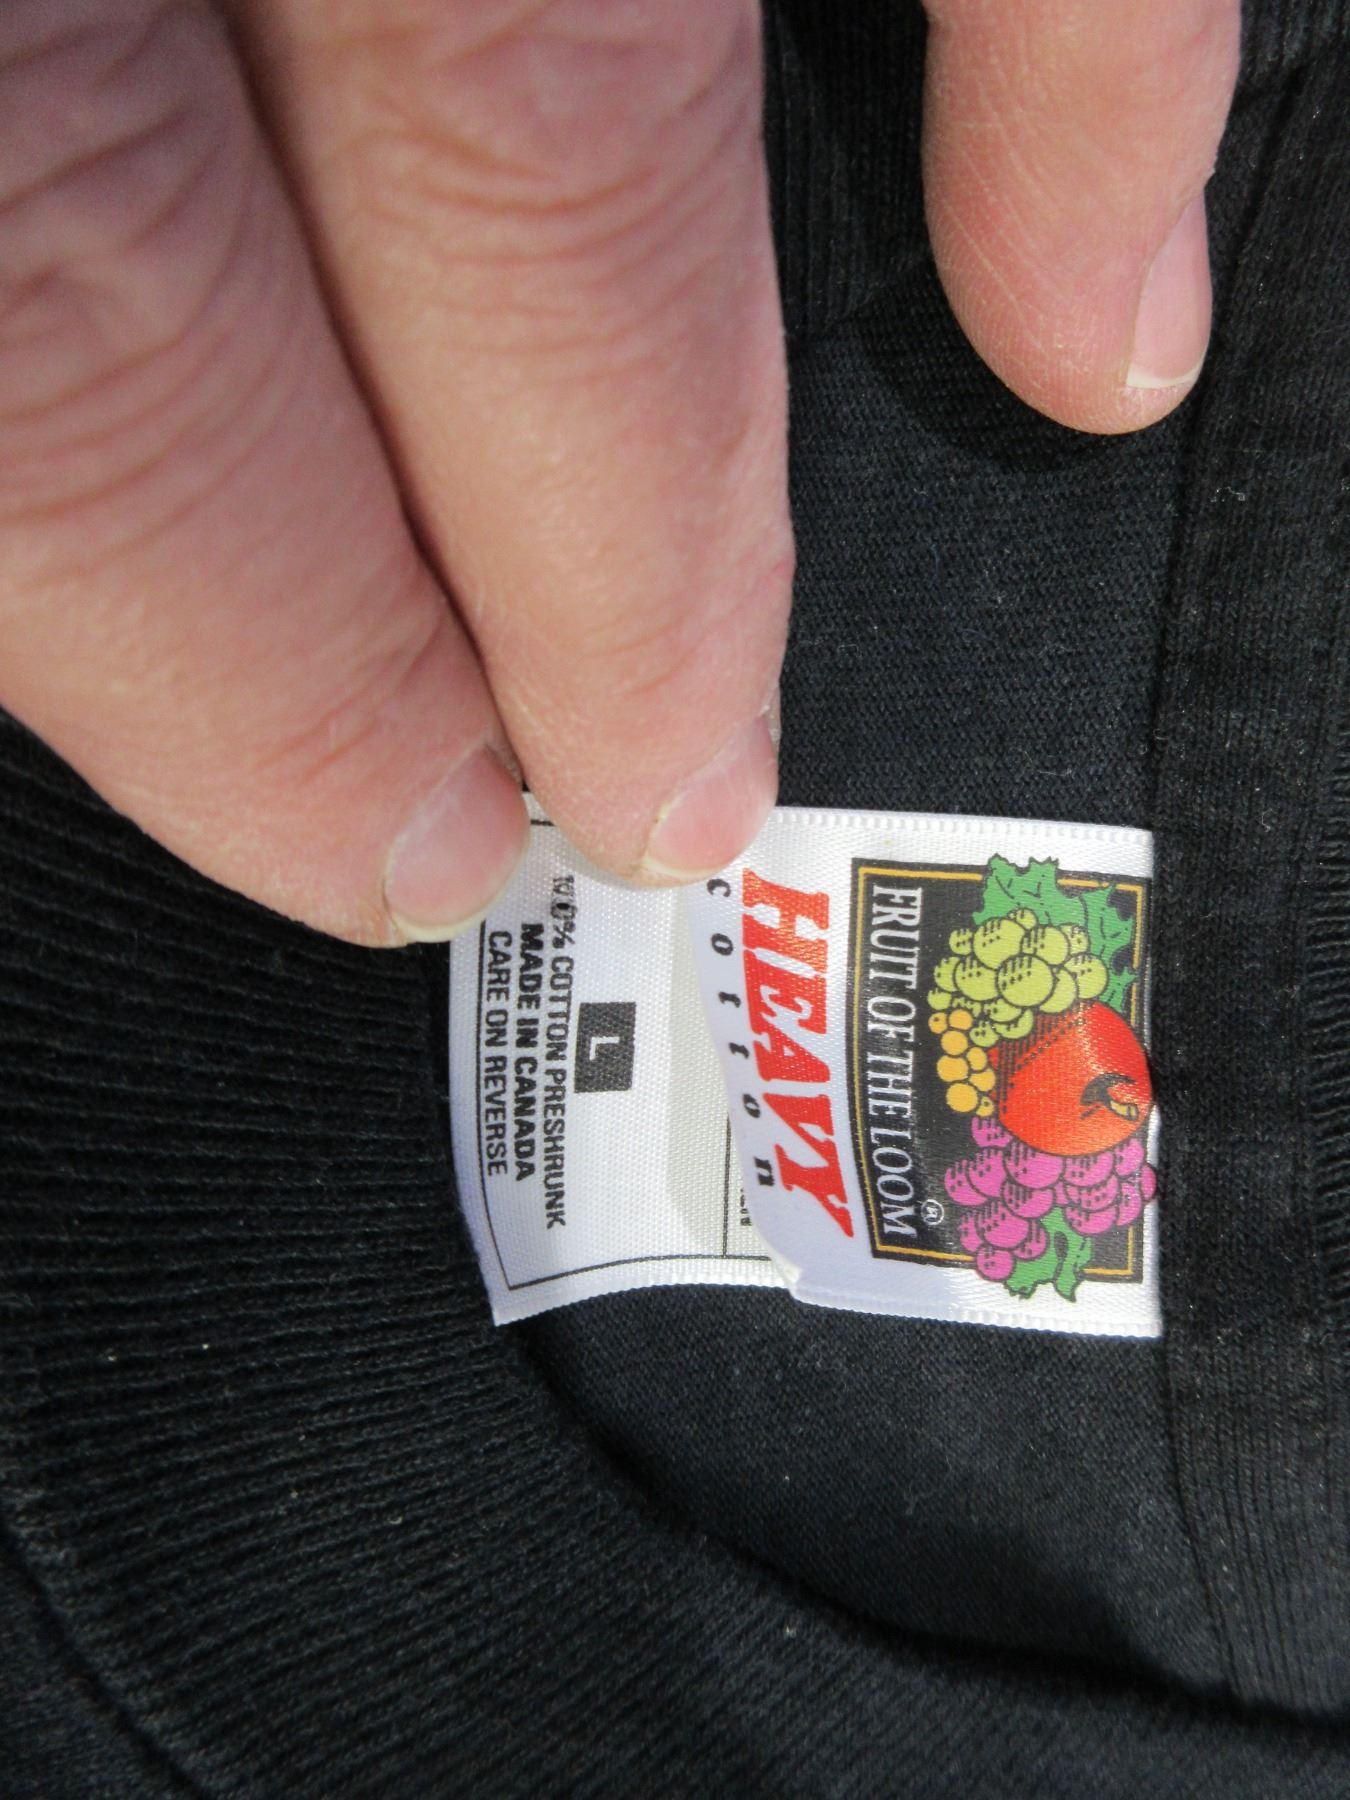 FRUIT OF THE LOOM
®
HEAVY
cotton
L
100% COTTON PRESHRUNK
MADE IN CANADA
CARE ON REVERSE